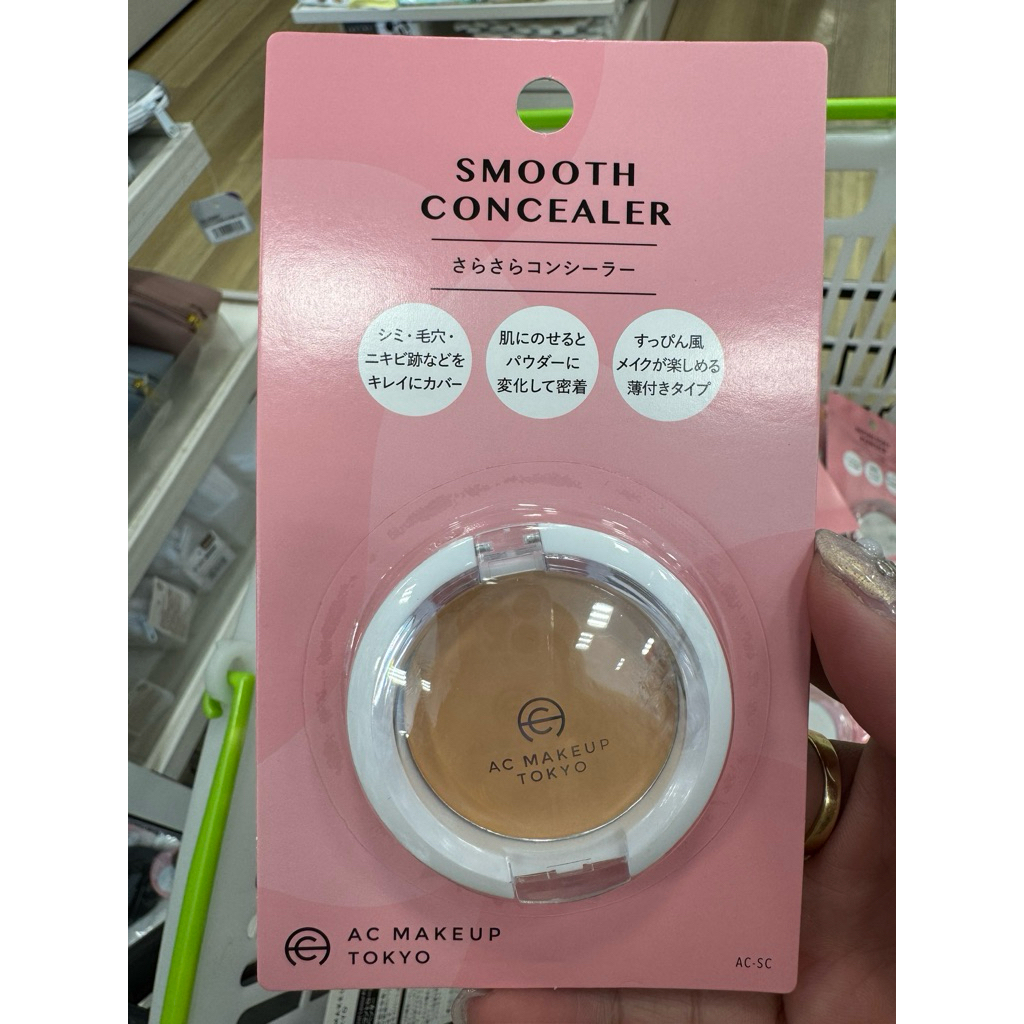 SMOOTH
CONCEALER
さらさらコンシーラー
シミ・毛穴・
ニキビ跡などを
キレイにカバー
肌にのせると
パウダーに
変化して密着
すっぴん風
メイクが楽しめる
薄付きタイプ
AC MAKEUP
TOKYO
AC MAKEUP
TOKYO
AC-SC